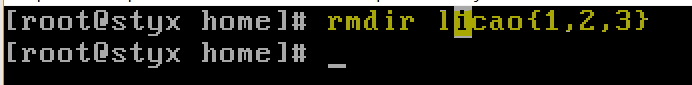 [root@styx home]# rmdir licao{1,2,3}
[root@styx home]# _